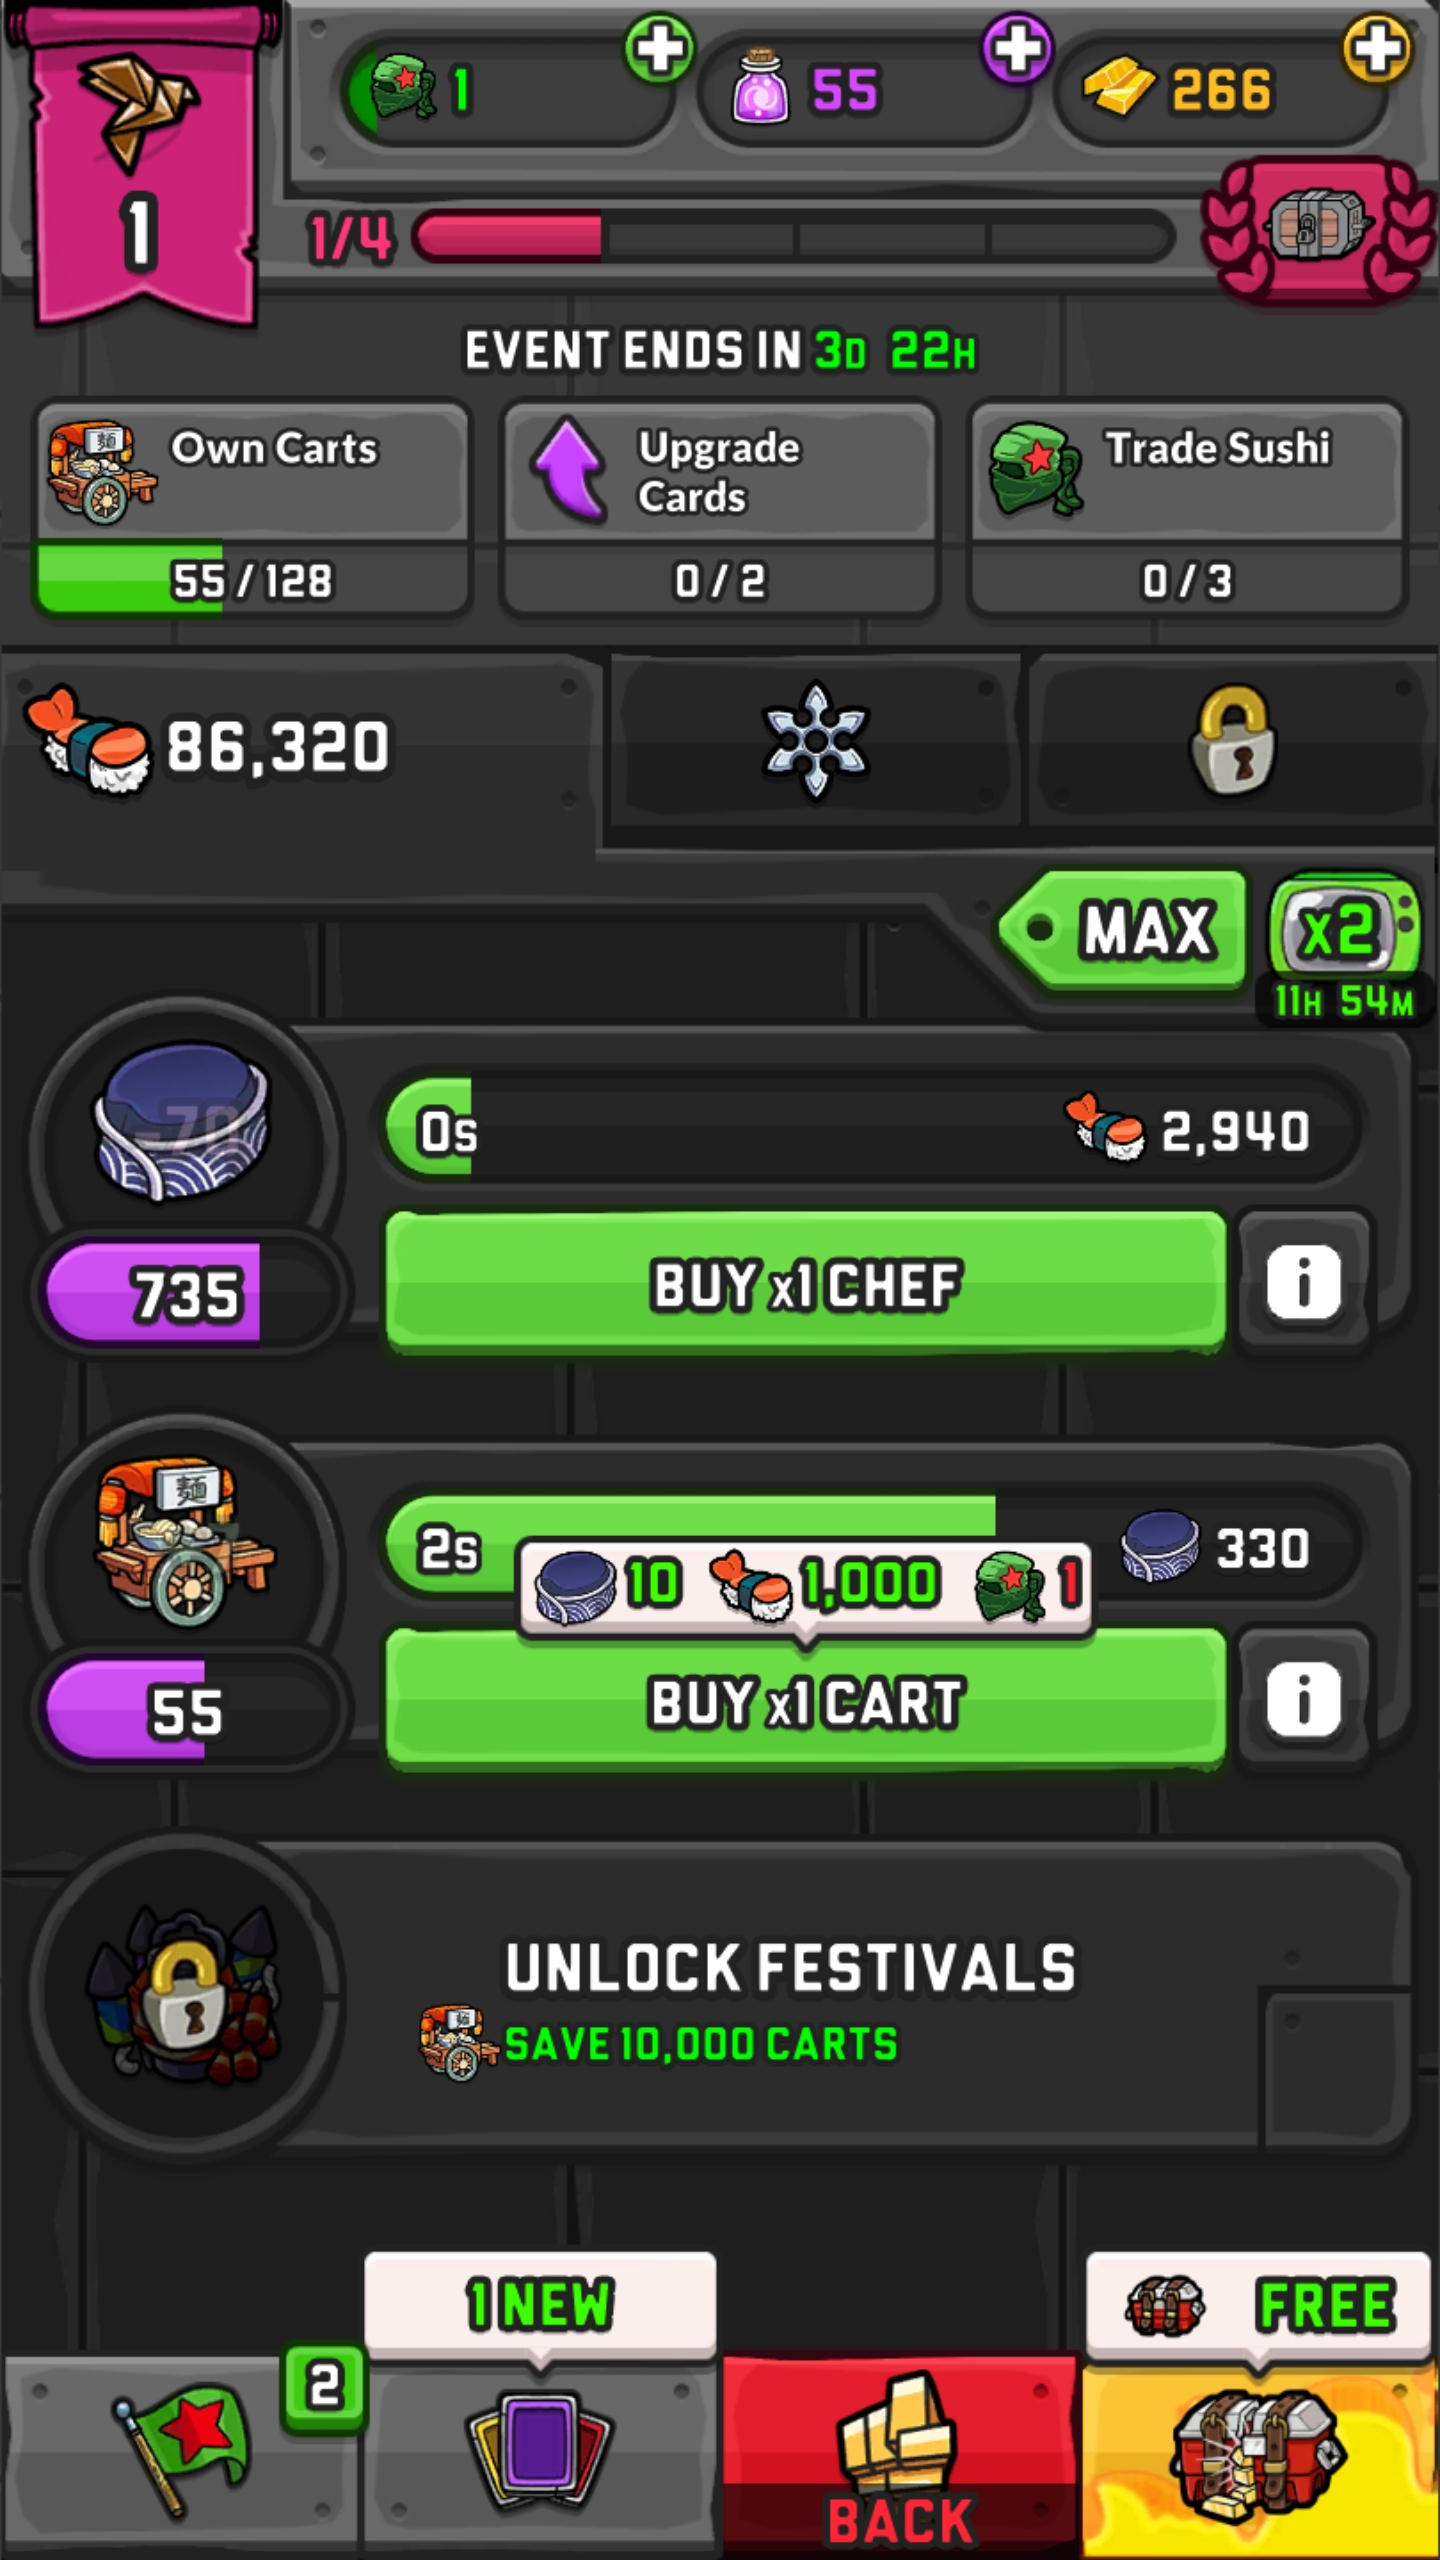 1
55
266
1
1/4
EVENT ENDS IN 3D 22H
Own Carts
55 / 128
Upgrade
Cards
0 / 2
Trade Sushi
0 / 3
86,320
MAX
x2
11H 54M
0s
2,940
735
BUY x1 CHEF
i
麺
2s
330
10 1,000 1
55
BUY x1 CART
i
UNLOCK FESTIVALS
SAVE 10,000 CARTS
1 NEW
FREE
2
BACK